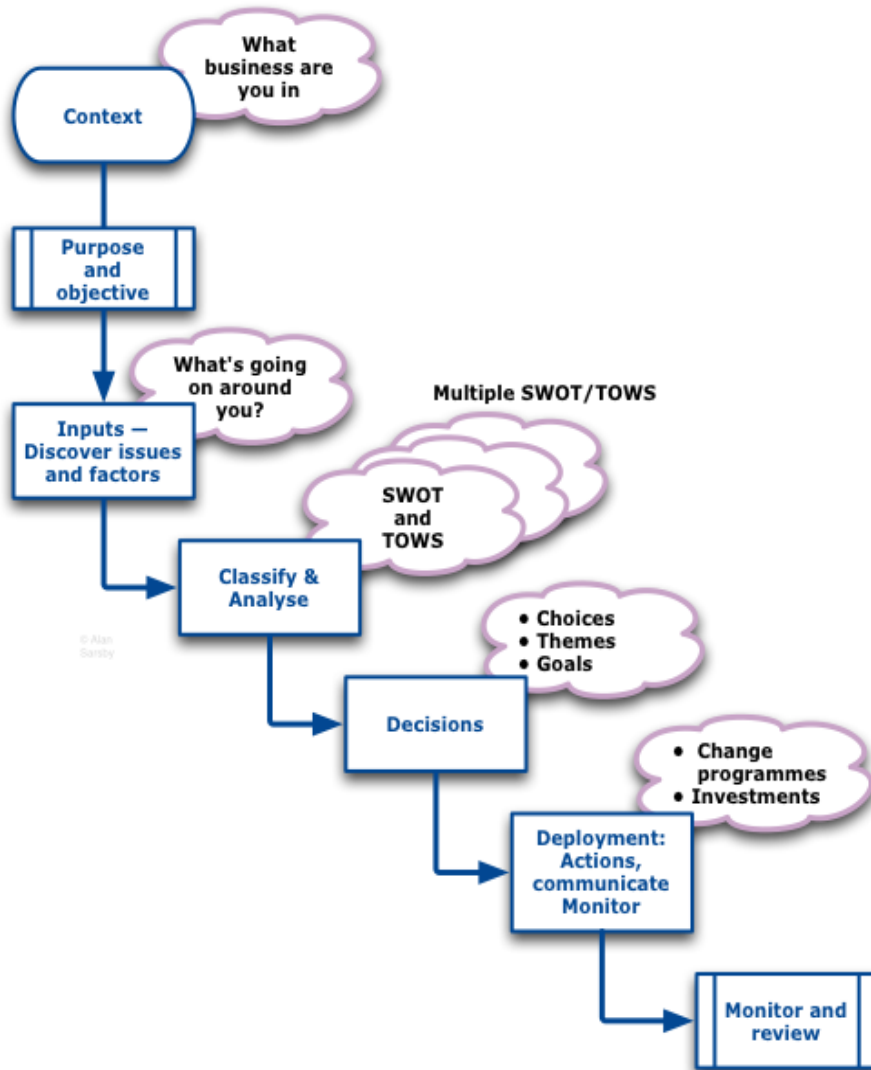 What
business are
you in
Context
Purpose
and
objective
What's going
on around
you?
Inputs —
Discover issues
and factors
Multiple SWOT/TOWS
SWOT
and
TOWS
Classify &
Analyse
© Alan
Sarsby
• Choices
• Themes
• Goals
Decisions
• Change
programmes
• Investments
Deployment:
Actions,
communicate
Monitor
Monitor and
review